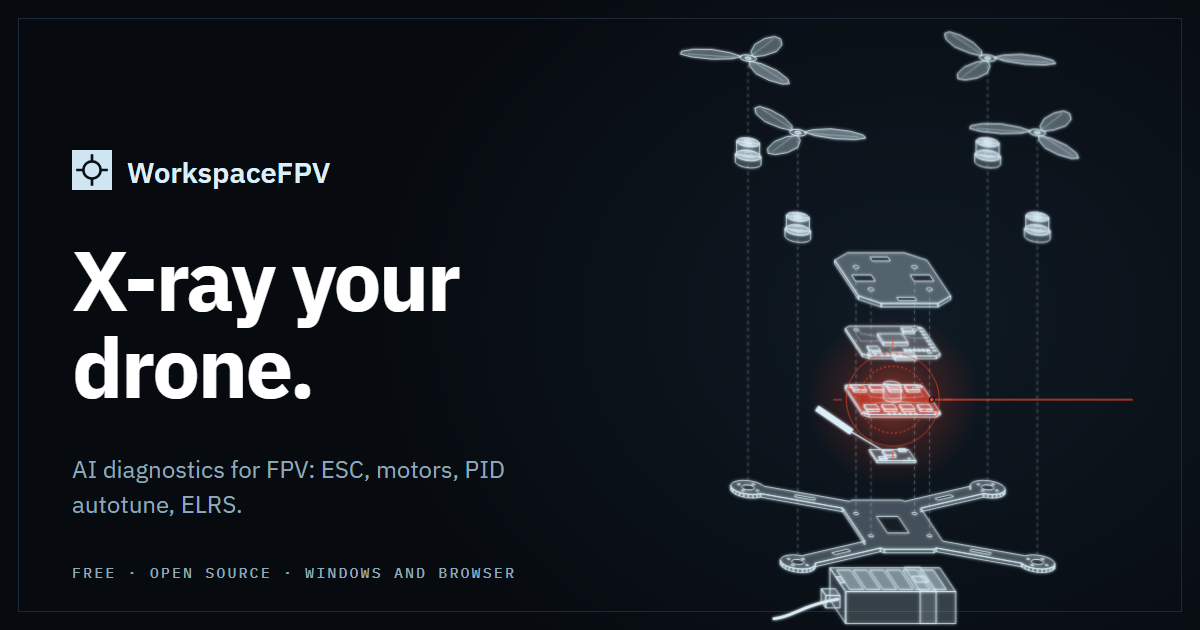 WorkspaceFPV
X-ray your
drone.
AI diagnostics for FPV: ESC, motors, PID
autotune, ELRS.
FREE · OPEN SOURCE · WINDOWS AND BROWSER